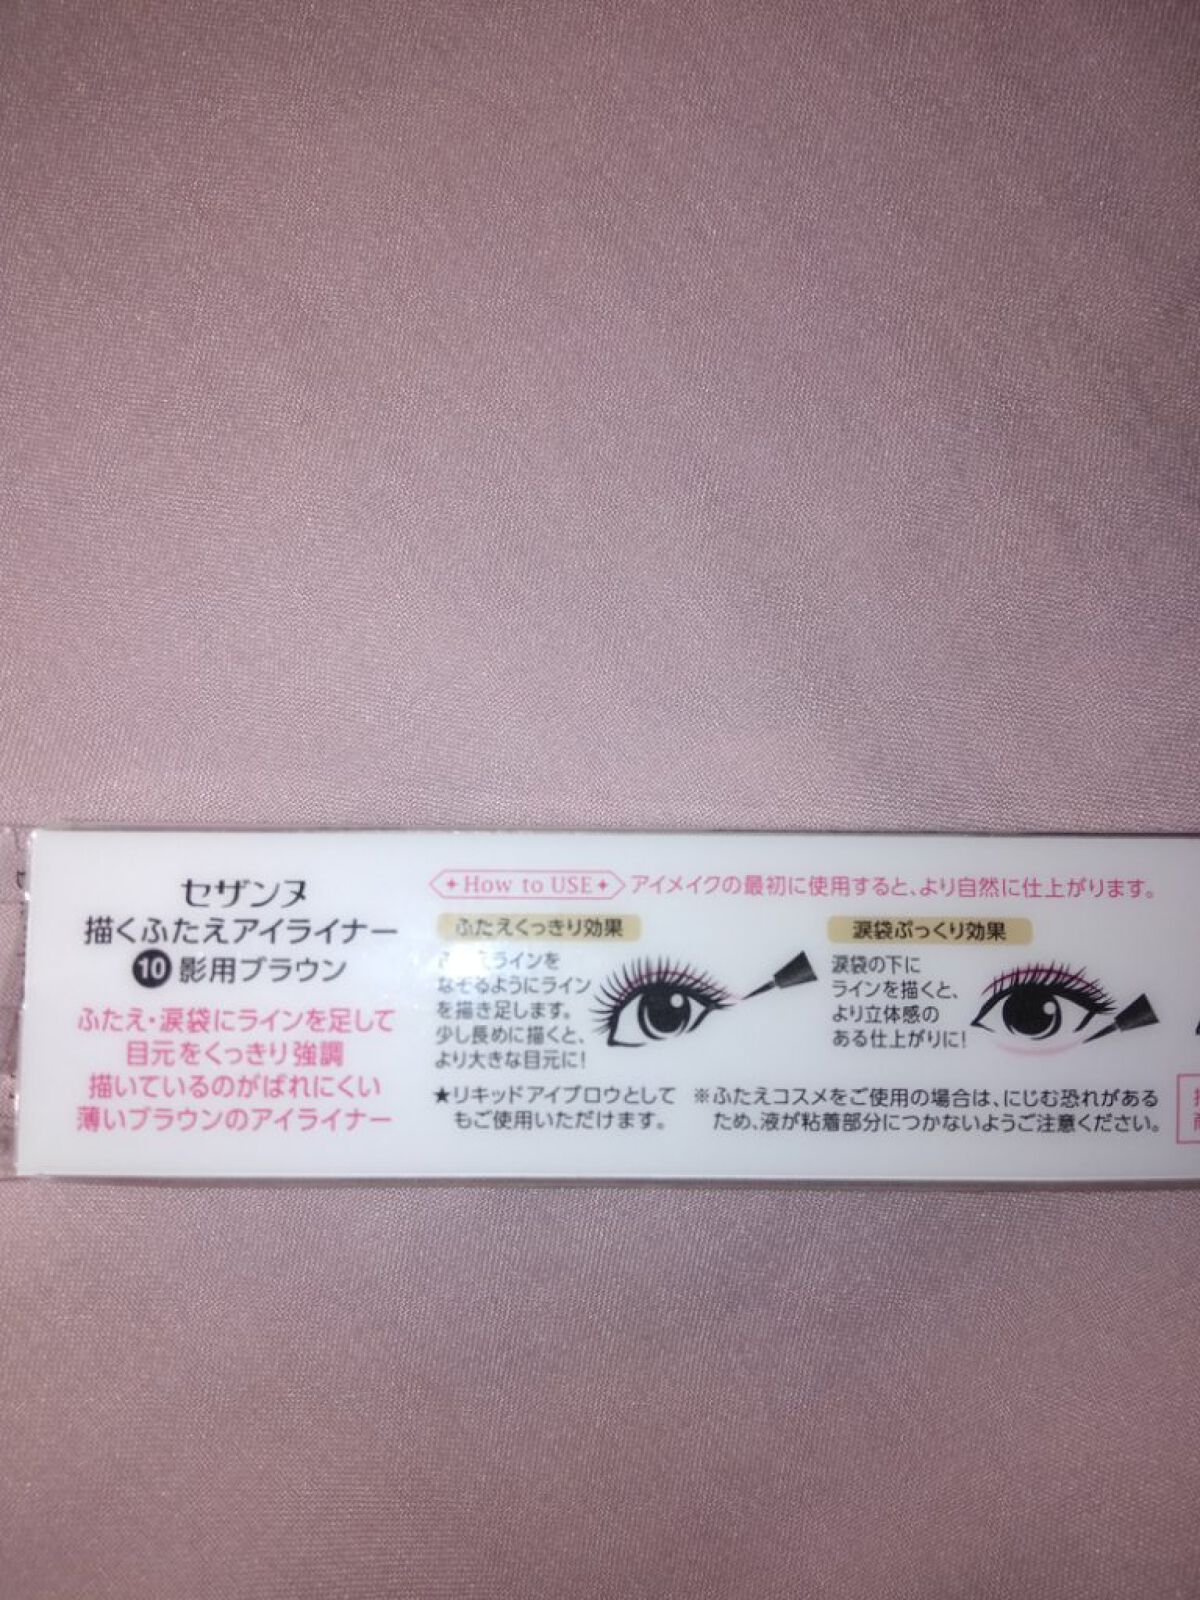 セザンヌ
描くふたえアイライナー
10 影用ブラウン
ふたえ・涙袋にラインを足して
目元をくっきり強調
描いているのがばれにくい
薄いブラウンのアイライナー
How to USE アイメイクの最初に使用すると、より自然に仕上がります。
ふたえくっきり効果
ラインを
なぞるようにライン
を描き足します。
少し長めに描くと、
より大きな目元に!
★リキッドアイブロウとして
もご使用いただけます。
涙袋ぷっくり効果
涙袋の下に
ラインを描くと、
より立体感の
ある仕上がりに!
※ふたえコスメをご使用の場合は、にじむ恐れがある
ため、液が粘着部分につかないようご注意ください。